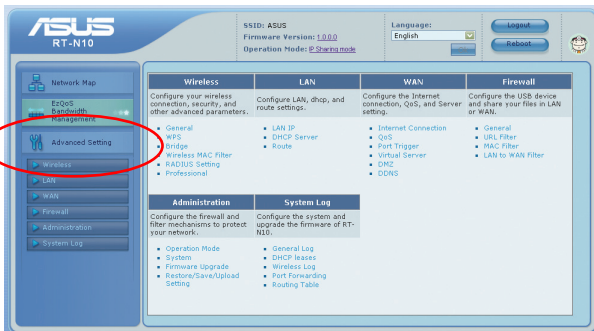 ASUS
RT-N10
SSID: ASUS
Firmware Version: 1.0.0.0
Operation Mode: IP Sharing mode
Language:
English
Logout
Reboot
Network Map
EzQoS
Bandwidth
Management
Advanced Setting
Wireless
LAN
WAN
Firewall
Administration
System Log
Wireless
Configure your wireless
connection, security, and
other advanced parameters.
General
WPS
Bridge
Wireless MAC Filter
RADIUS Setting
Professional
LAN
Configure LAN, dhcp, and
route settings.
LAN IP
DHCP Server
Route
WAN
Configure the Internet
connection, QoS, and Server
setting.
Internet Connection
QoS
Port Trigger
Virtual Server
DMZ
DDNS
Firewall
Configure the USB device
and share your files in LAN
or WAN.
General
URL Filter
MAC Filter
LAN to WAN Filter
Administration
Configure the firewall and
filter mechanisms to protect
your network.
Operation Mode
System
Firmware Upgrade
Restore/Save/Upload
Setting
System Log
Configure the system and
upgrade the firmware of RT-
N10.
General Log
DHCP leases
Wireless Log
Port Forwarding
Routing Table